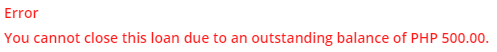 Error
You cannot close this loan due to an outstanding balance of PHP 500.00.